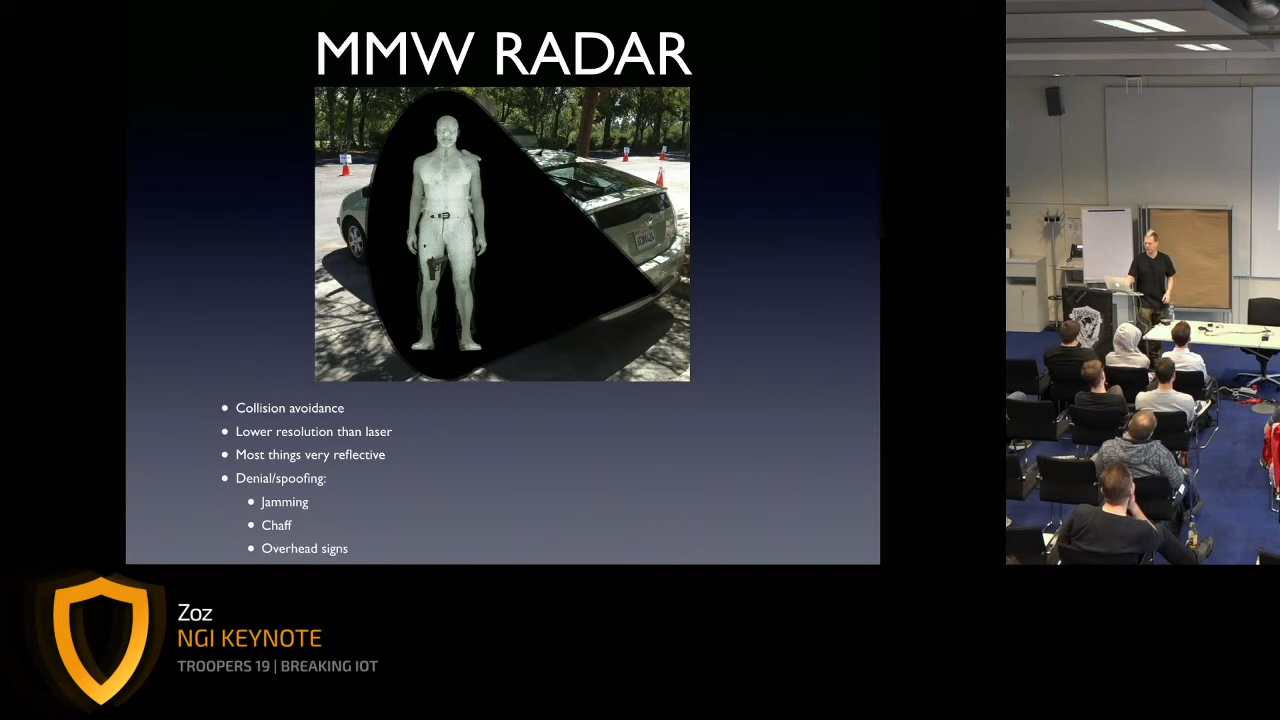 MMW RADAR
Collision avoidance
Lower resolution than laser
Most things very reflective
Denial/spoofing:
Jamming
Chaff
Overhead signs
Zoz
NGI KEYNOTE
TROOPERS 19 | BREAKING IOT